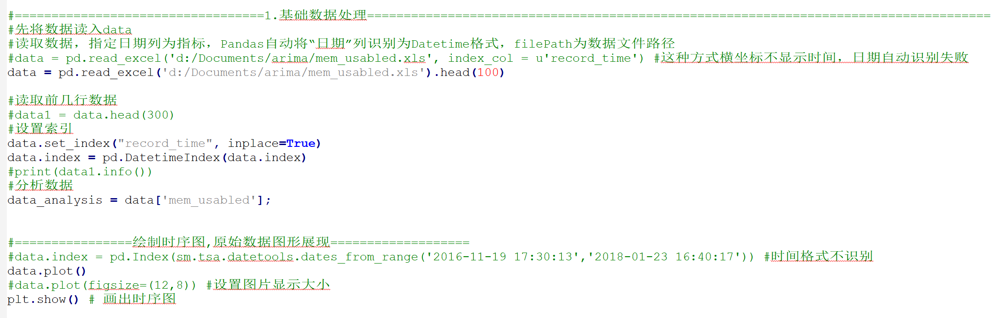 #==================================1.基础数据处理=====================================================================================
#先将数据读入data
#读取数据，指定日期列为指标，Pandas自动将“日期”列识别为Datetime格式，filePath为数据文件路径
#data = pd.read_excel('d:/Documents/arima/mem_usabled.xls', index_col = u'record_time') #这种方式横坐标不显示时间，日期自动识别失败
data = pd.read_excel('d:/Documents/arima/mem_usabled.xls').head(100)
#读取前几行数据
#data1 = data.head(300)
#设置索引
data.set_index("record_time", inplace=True)
data.index = pd.DatetimeIndex(data.index)
#print(data1.info())
#分析数据
data_analysis = data['mem_usabled'];
#================绘制时序图,原始数据图形展现===================
#data.index = pd.Index(sm.tsa.datetools.dates_from_range('2016-11-19 17:30:13','2018-01-23 16:40:17')) #时间格式不识别
data.plot()
#data.plot(figsize=(12,8)) #设置图片显示大小
plt.show() # 画出时序图